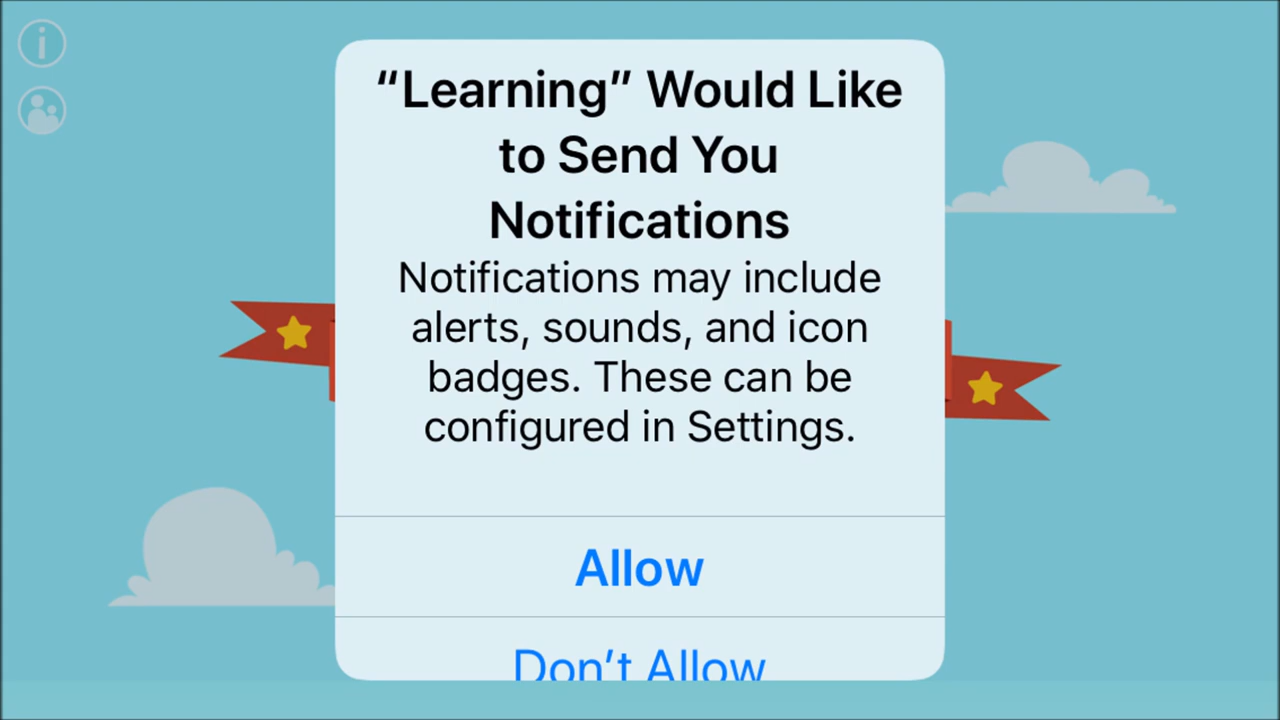 “Learning” Would Like
to Send You
Notifications
Notifications may include
alerts, sounds, and icon
badges. These can be
configured in Settings.
Allow
Don’t Allow